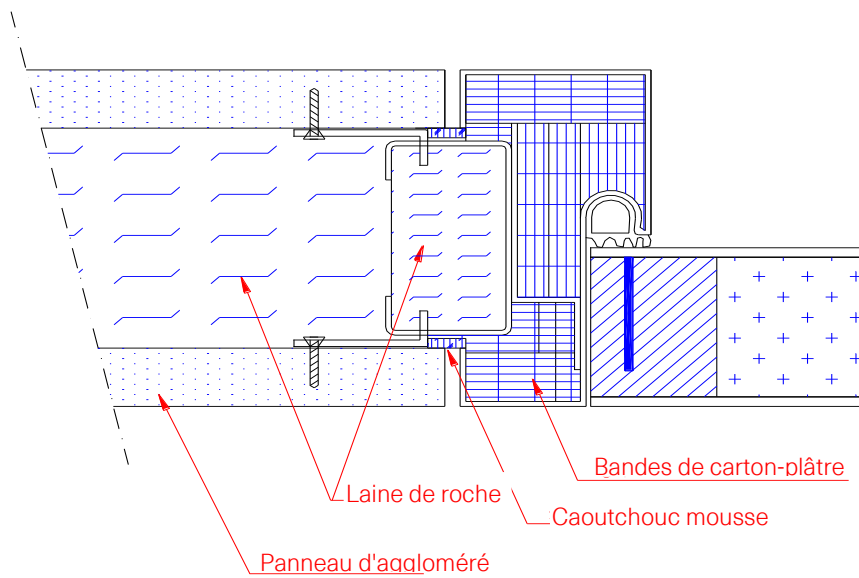 Bandes de carton-plâtre
Laine de roche
Caoutchouc mousse
Panneau d'aggloméré